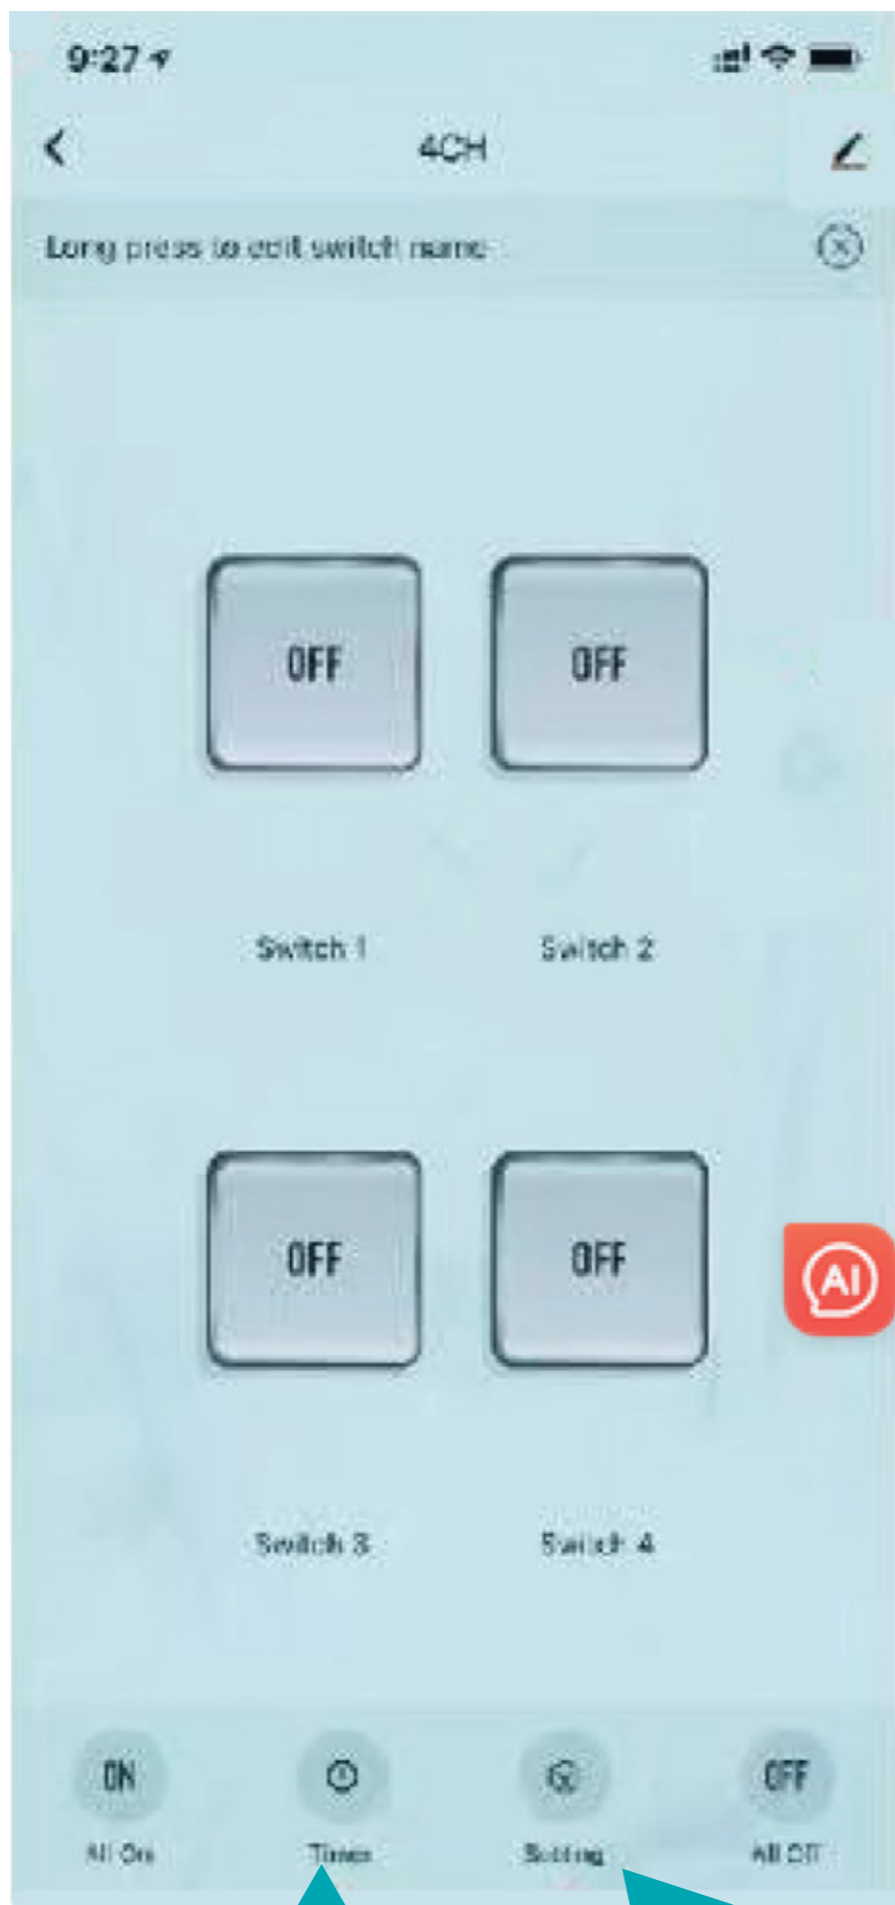 9:27
4CH
Long press to edit switch name
OFF OFF
Switch 1 Switch 2
OFF OFF
AI
Switch 3 Switch 4
ON OFF
All On Timer Setting All Off